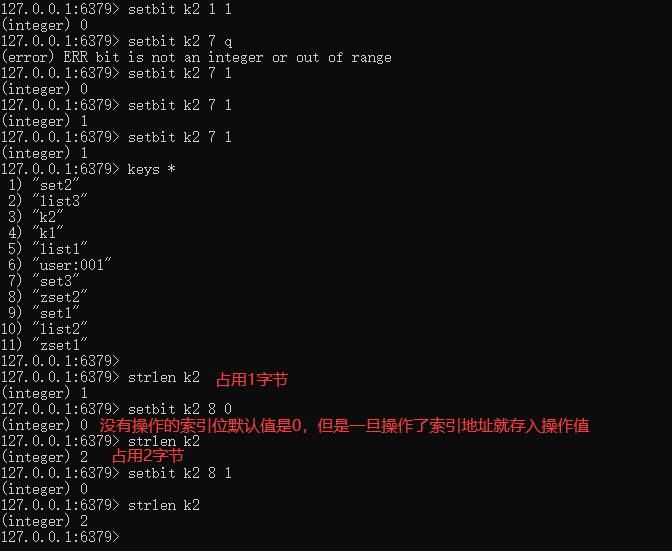 127.0.0.1:6379> setbit k2 1 1
(integer) 0
127.0.0.1:6379> setbit k2 7 q
(error) ERR bit is not an integer or out of range
127.0.0.1:6379> setbit k2 7 1
(integer) 0
127.0.0.1:6379> setbit k2 7 1
(integer) 1
127.0.0.1:6379> setbit k2 7 1
(integer) 1
127.0.0.1:6379> keys *
1) "set2"
2) "list3"
3) "k2"
4) "k1"
5) "list1"
6) "user:001"
7) "set3"
8) "zset2"
9) "set1"
10) "list2"
11) "zset1"
127.0.0.1:6379>
127.0.0.1:6379> strlen k2 占用1字节
(integer) 1
127.0.0.1:6379> setbit k2 8 0
(integer) 0 没有操作的索引位默认值是0，但是一旦操作了索引地址就存入操作值
127.0.0.1:6379> strlen k2
(integer) 2 占用2字节
127.0.0.1:6379> setbit k2 8 1
(integer) 0
127.0.0.1:6379> strlen k2
(integer) 2
127.0.0.1:6379>